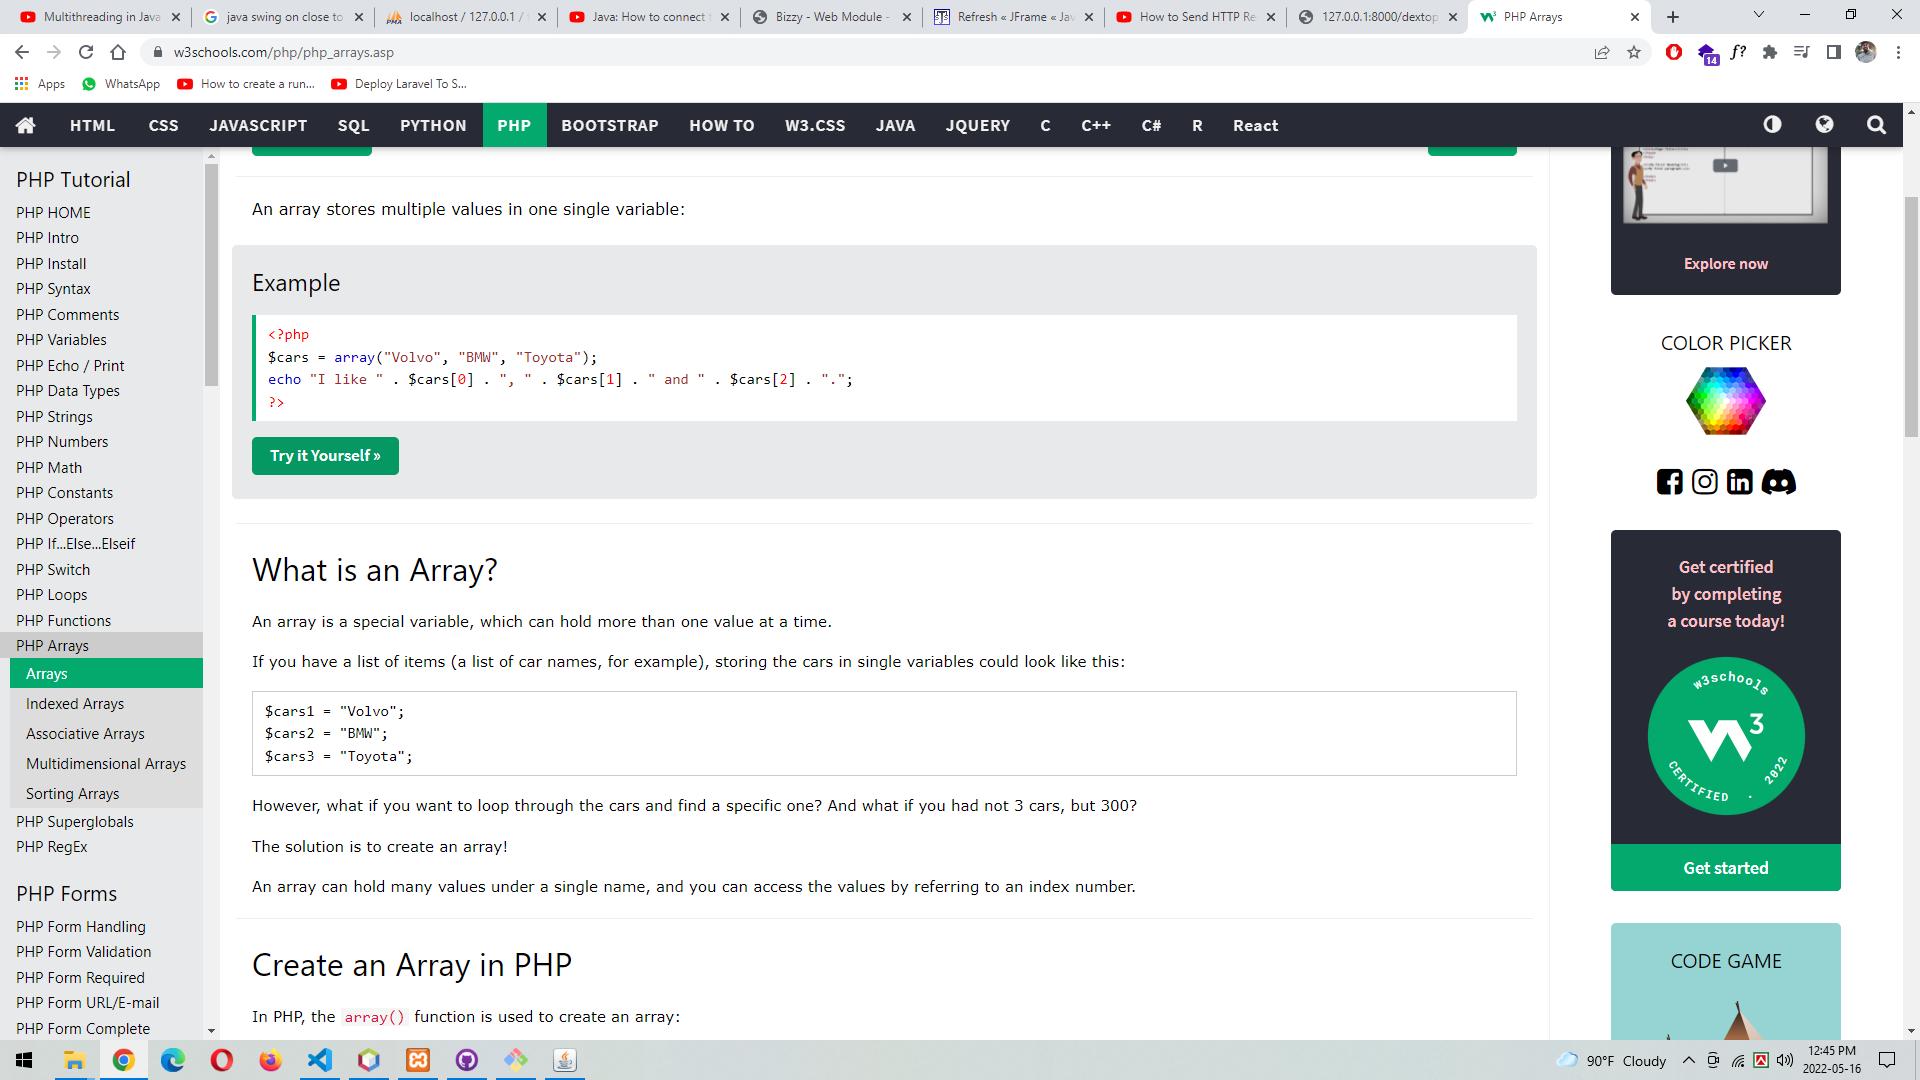 Multithreading in Java
java swing on close to
localhost / 127.0.0.1 /
Java: How to connect
Bizzy - Web Module -
Refresh « JFrame « Jav
How to Send HTTP Re
127.0.0.1:8000/dextop
PHP Arrays
w3schools.com/php/php_arrays.asp
14
f?
Apps
WhatsApp
How to create a run...
Deploy Laravel To S...
HTML
CSS
JAVASCRIPT
SQL
PYTHON
PHP
BOOTSTRAP
HOW TO
W3.CSS
JAVA
JQUERY
C
C++
C#
R
React
PHP Tutorial
PHP HOME
PHP Intro
PHP Install
PHP Syntax
PHP Comments
PHP Variables
PHP Echo / Print
PHP Data Types
PHP Strings
PHP Numbers
PHP Math
PHP Constants
PHP Operators
PHP If...Else...Elseif
PHP Switch
PHP Loops
PHP Functions
PHP Arrays
Arrays
Indexed Arrays
Associative Arrays
Multidimensional Arrays
Sorting Arrays
PHP Superglobals
PHP RegEx
PHP Forms
PHP Form Handling
PHP Form Validation
PHP Form Required
PHP Form URL/E-mail
PHP Form Complete
An array stores multiple values in one single variable:
Example
<?php
$cars = array("Volvo", "BMW", "Toyota");
echo "I like " . $cars[0] . ", " . $cars[1] . " and " . $cars[2] . ".";
?>
Try it Yourself »
What is an Array?
An array is a special variable, which can hold more than one value at a time.
If you have a list of items (a list of car names, for example), storing the cars in single variables could look like this:
$cars1 = "Volvo";
$cars2 = "BMW";
$cars3 = "Toyota";
However, what if you want to loop through the cars and find a specific one? And what if you had not 3 cars, but 300?
The solution is to create an array!
An array can hold many values under a single name, and you can access the values by referring to an index number.
Create an Array in PHP
In PHP, the array() function is used to create an array:
Explore now
COLOR PICKER
Get certified
by completing
a course today!
w3schools
W3
CERTIFIED . 2022
Get started
CODE GAME
90°F Cloudy
12:45 PM
2022-05-16